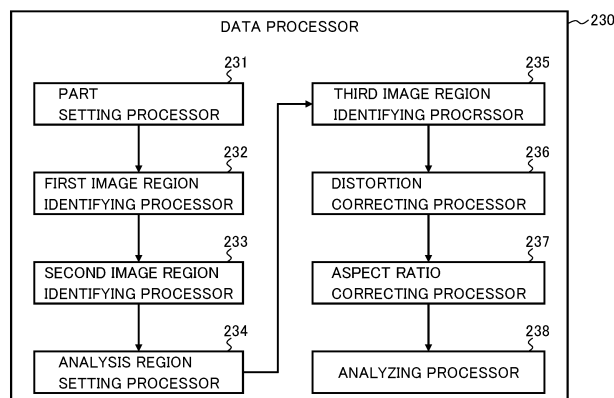 DATA PROCESSOR
230
231
PART
SETTING PROCESSOR
232
FIRST IMAGE REGION
IDENTIFYING PROCESSOR
233
SECOND IMAGE REGION
IDENTIFYING PROCESSOR
234
ANALYSIS REGION
SETTING PROCESSOR
235
THIRD IMAGE REGION
IDENTIFYING PROCRSSOR
236
DISTORTION
CORRECTING PROCESSOR
237
ASPECT RATIO
CORRECTING PROCESSOR
238
ANALYZING PROCESSOR